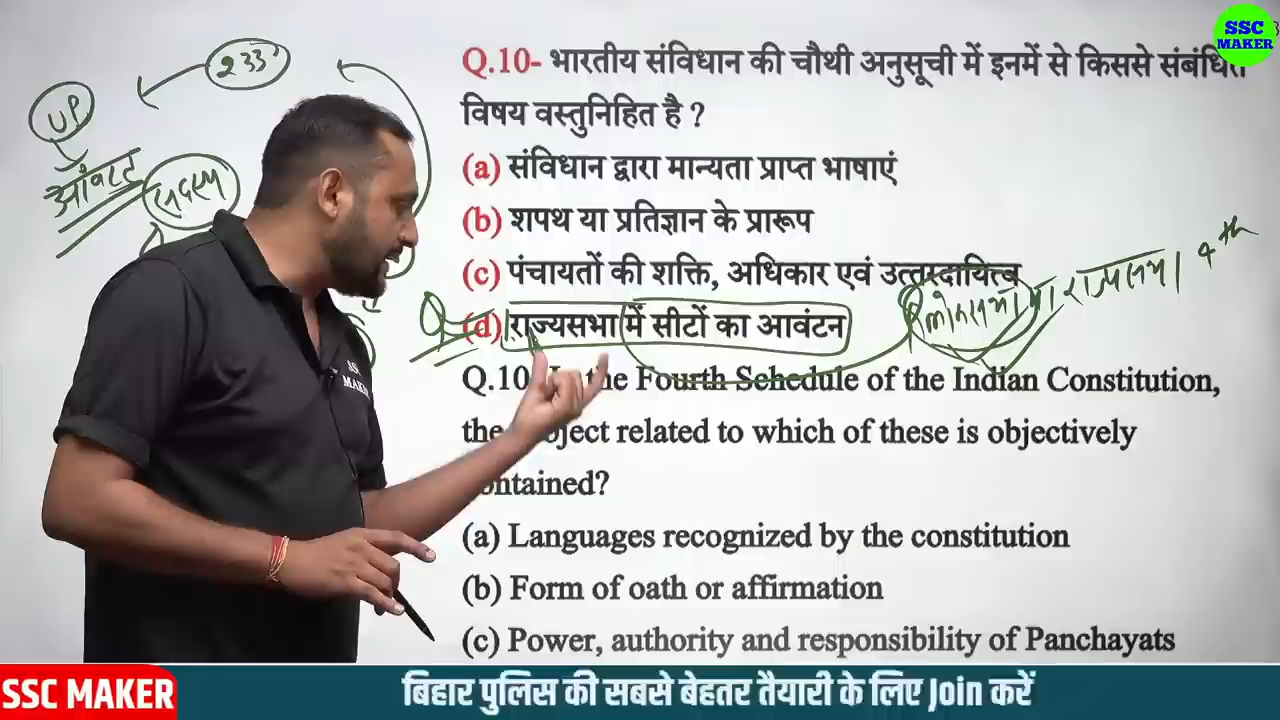 SSC
MAKER
Q.10- भारतीय संविधान की चौथी अनुसूची में इनमें से किससे संबंधित
विषय वस्तुनिहित है ?
(a) संविधान द्वारा मान्यता प्राप्त भाषाएं
(b) शपथ या प्रतिज्ञान के प्रारूप
(c) पंचायतों की शक्ति, अधिकार एवं उत्तरदायित्व
(d) राज्यसभा में सीटों का आवंटन
233
UP
सदस्य
लोकसभा राज्यसभा 4th
Q.10 the Fourth Schedule of the Indian Constitution,
the related to which of these is objectively
contained?
(a) Languages recognized by the constitution
(b) Form of oath or affirmation
(c) Power, authority and responsibility of Panchayats
SSC
MAKER
SSC MAKER
बिहार पुलिस की सबसे बेहतर तैयारी के लिए Join करें